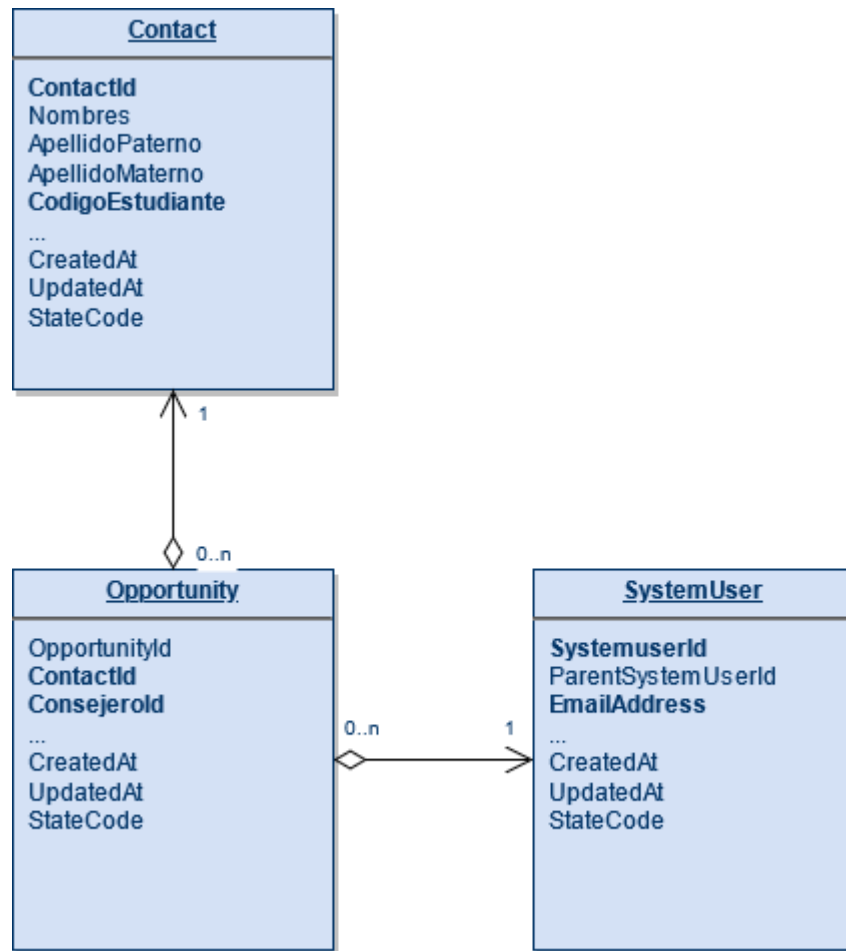 Contact
ContactId
Nombres
ApellidoPaterno
ApellidoMaterno
CodigoEstudiante
...
CreatedAt
UpdatedAt
StateCode
1
0..n
Opportunity
OpportunityId
ContactId
ConsejeroId
...
CreatedAt
UpdatedAt
StateCode
0..n
1
SystemUser
SystemuserId
ParentSystemUserId
EmailAddress
...
CreatedAt
UpdatedAt
StateCode